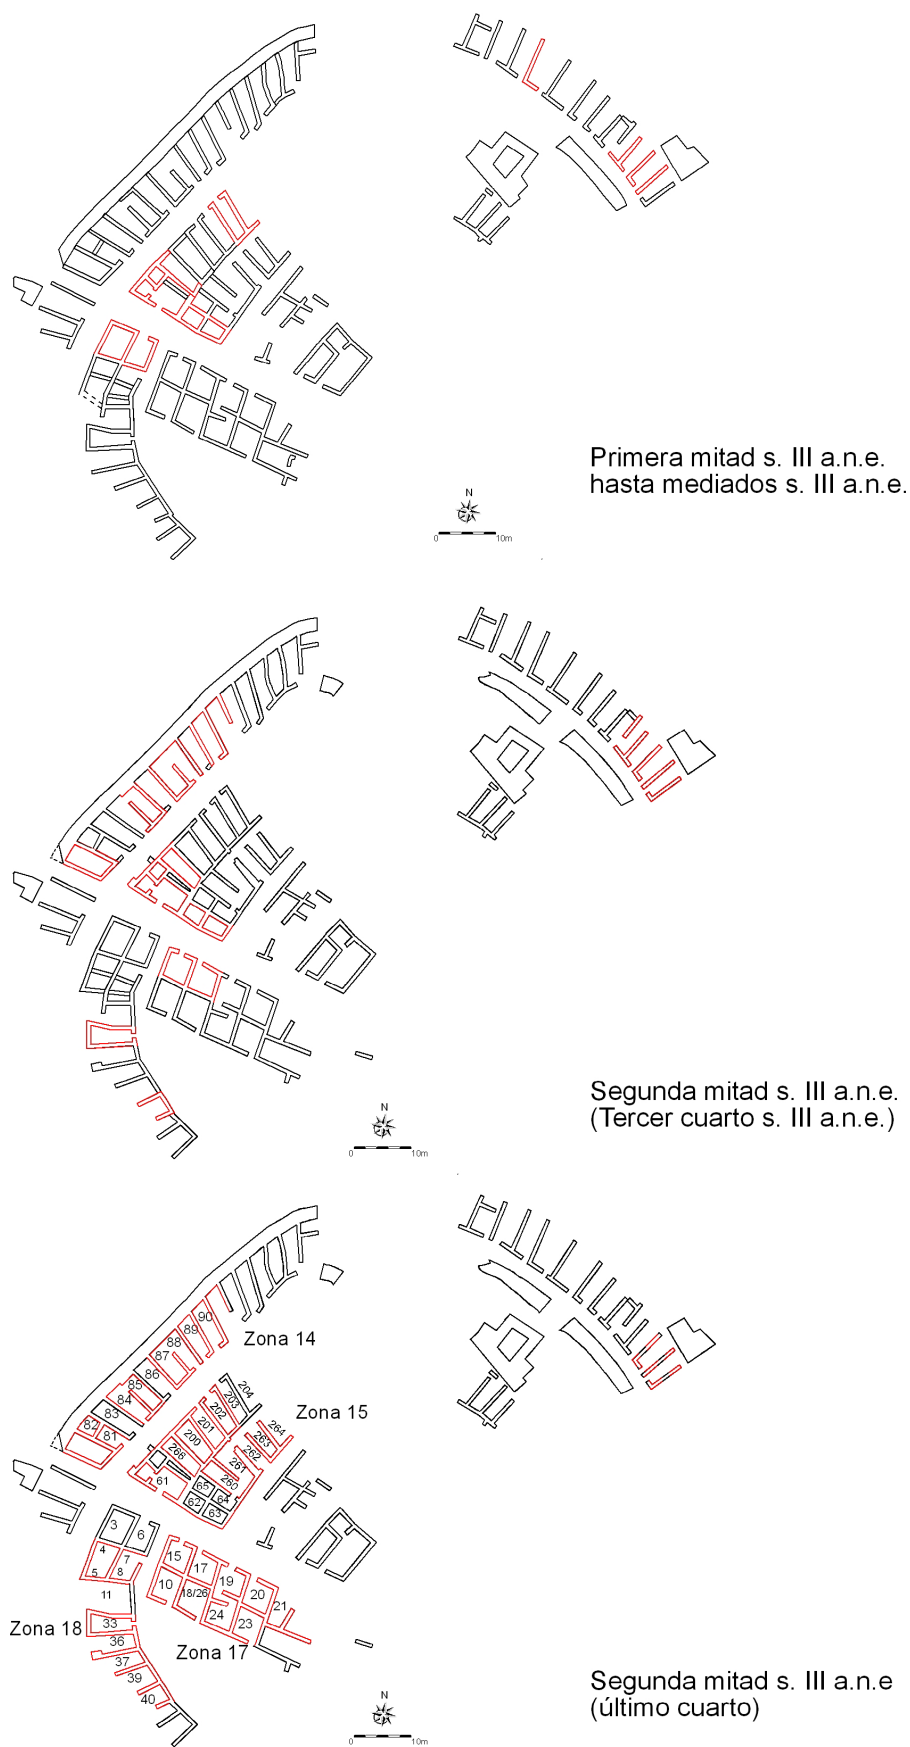 Primera mitad s. III a.n.e.
hasta mediados s. III a.n.e.
N
0 10m
Segunda mitad s. III a.n.e.
(Tercer cuarto s. III a.n.e.)
N
0 10m
Zona 14
90
89
88
87
86
85
84
83
82
81
Zona 15
204
203
202
201
200
266
264
263
262
261
260
61
65
64
62
63
3
6
4
7
5
8
11
15
17
10
18/26
19
20
21
24
23
Zona 18
33
36
37
39
40
Zona 17
Segunda mitad s. III a.n.e
(último cuarto)
N
0 10m